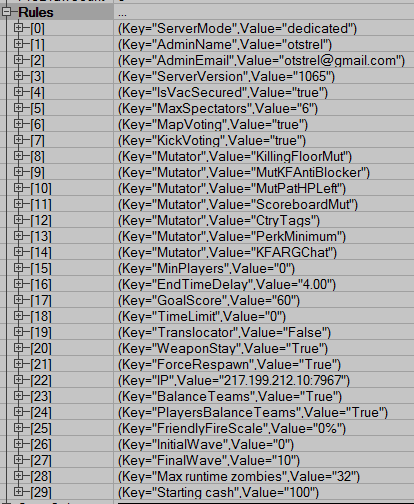 Rules ...
[0] (Key="ServerMode",Value="dedicated")
[1] (Key="AdminName",Value="otstrel")
[2] (Key="AdminEmail",Value="otstrel@gmail.com")
[3] (Key="ServerVersion",Value="1065")
[4] (Key="IsVacSecured",Value="true")
[5] (Key="MaxSpectators",Value="6")
[6] (Key="MapVoting",Value="true")
[7] (Key="KickVoting",Value="true")
[8] (Key="Mutator",Value="KillingFloorMut")
[9] (Key="Mutator",Value="MutKFAntiBlocker")
[10] (Key="Mutator",Value="MutPatHPLeft")
[11] (Key="Mutator",Value="ScoreboardMut")
[12] (Key="Mutator",Value="CtryTags")
[13] (Key="Mutator",Value="PerkMinimum")
[14] (Key="Mutator",Value="KFARGChat")
[15] (Key="MinPlayers",Value="0")
[16] (Key="EndTimeDelay",Value="4.00")
[17] (Key="GoalScore",Value="60")
[18] (Key="TimeLimit",Value="0")
[19] (Key="Translocator",Value="False")
[20] (Key="WeaponStay",Value="True")
[21] (Key="ForceRespawn",Value="True")
[22] (Key="IP",Value="217.199.212.10:7967")
[23] (Key="BalanceTeams",Value="True")
[24] (Key="PlayersBalanceTeams",Value="True")
[25] (Key="FriendlyFireScale",Value="0%")
[26] (Key="InitialWave",Value="0")
[27] (Key="FinalWave",Value="10")
[28] (Key="Max runtime zombies",Value="32")
[29] (Key="Starting cash",Value="100")